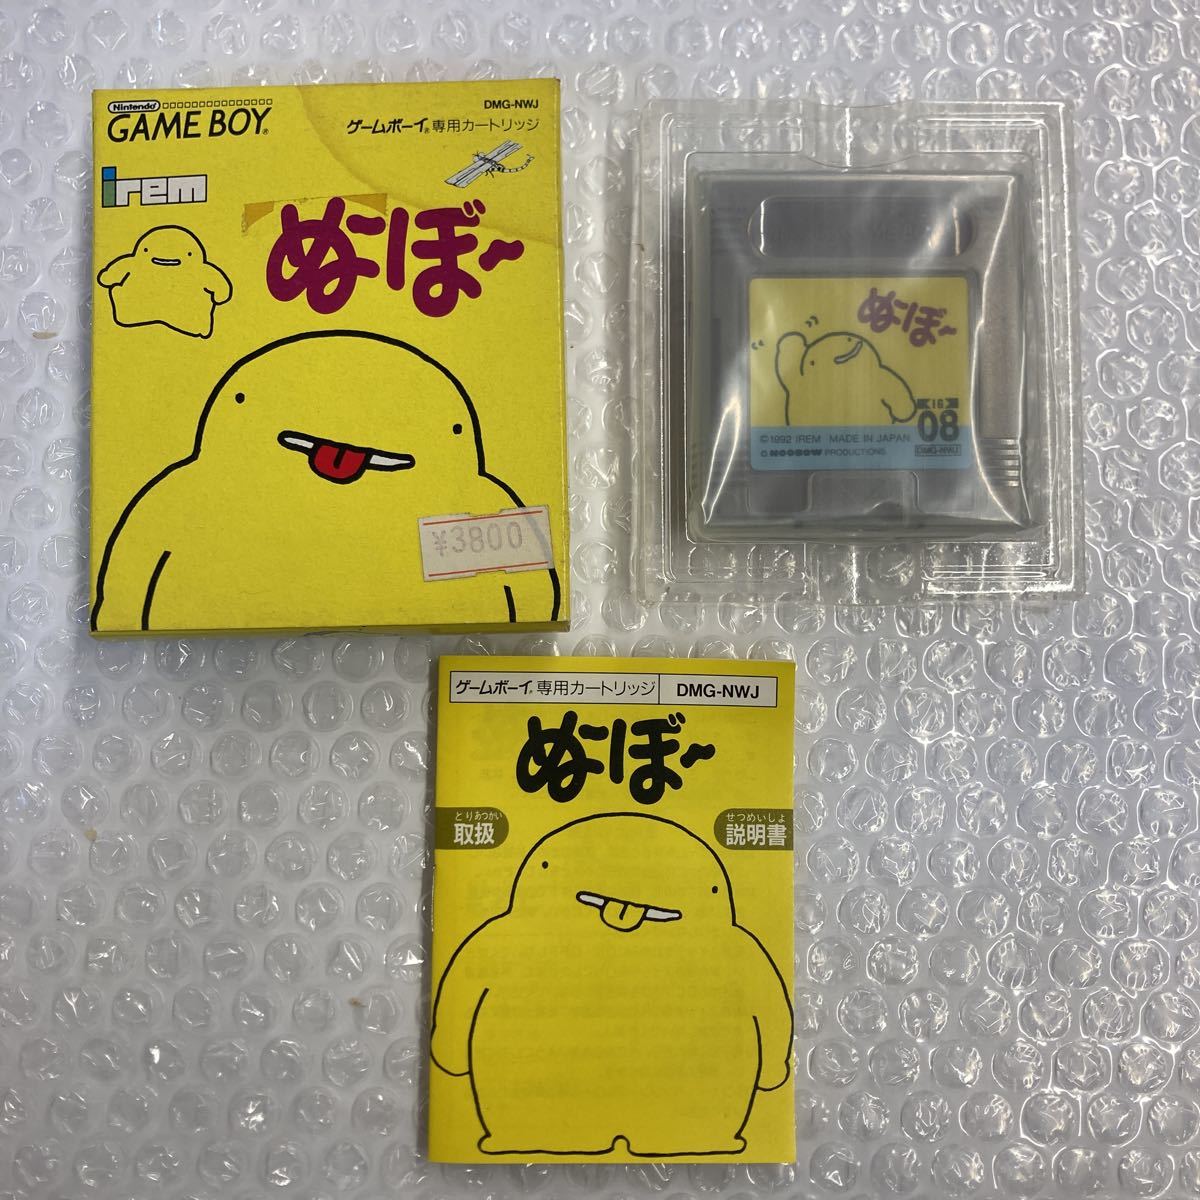 Nintendo
GAME BOY®
DMG-NWJ
ゲームボーイ®専用カートリッジ
irem
ぬ〜ぼ〜
¥3800
ぬ〜ぼ〜
IG
08
©1992 IREM MADE IN JAPAN
© NOOBOW PRODUCTIONS
DMG-NWJ
ゲームボーイ®専用カートリッジ DMG-NWJ
ぬ〜ぼ〜
とりあつかい
取扱
せつめいしょ
説明書